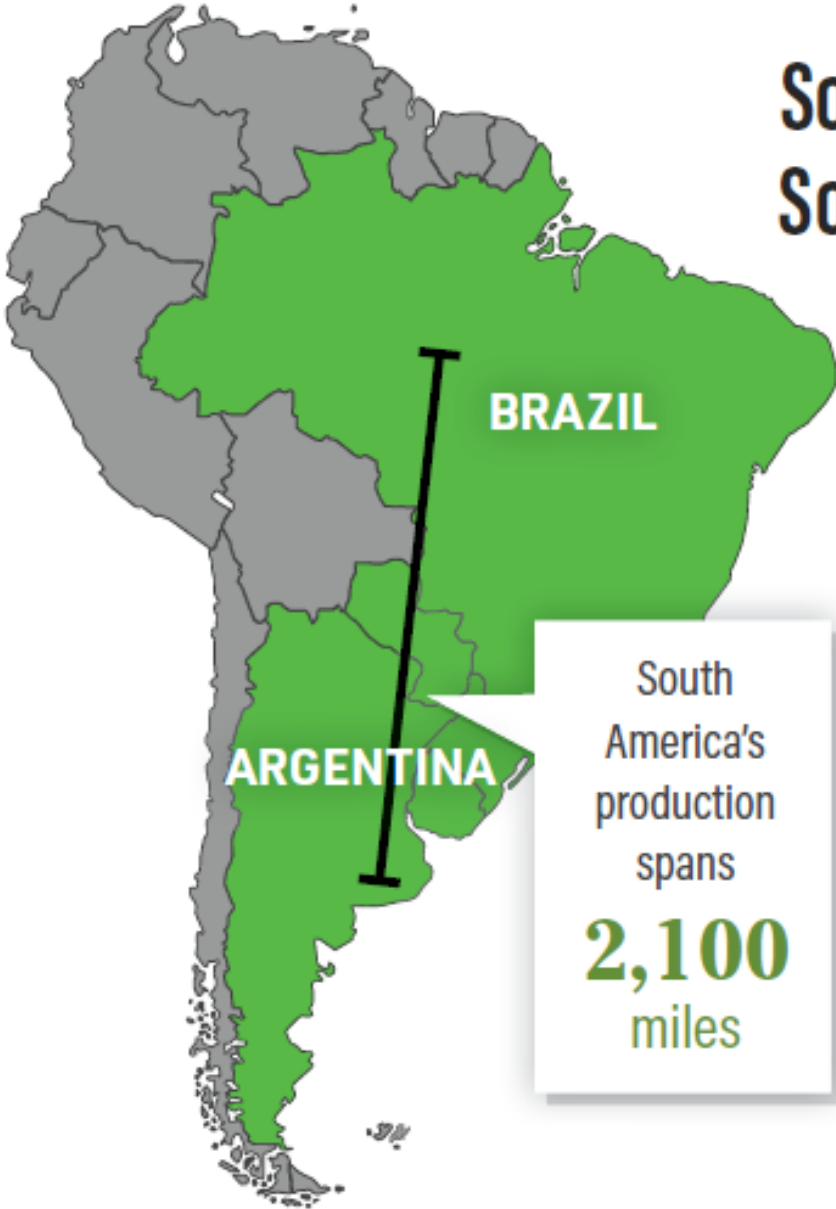 BRAZIL
ARGENTINA
South
America's
production
spans
2,100
miles